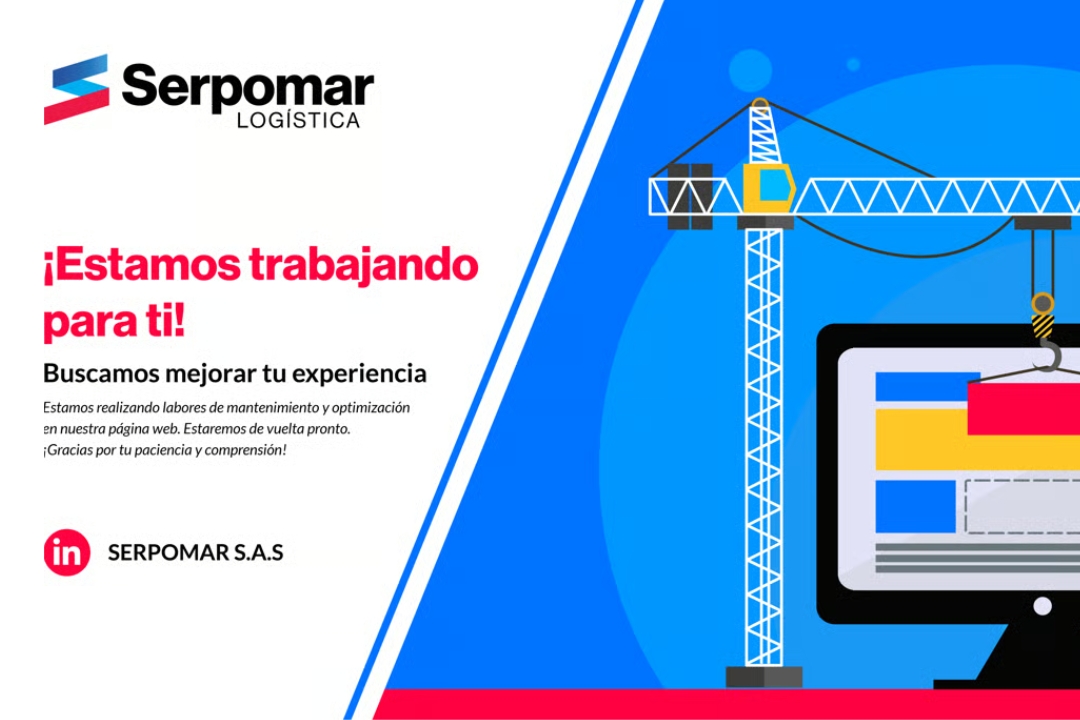 Serpomar
LOGÍSTICA
¡Estamos trabajando
para ti!
Buscamos mejorar tu experiencia
Estamos realizando labores de mantenimiento y optimización
en nuestra página web. Estaremos de vuelta pronto.
¡Gracias por tu paciencia y comprensión!
in SERPOMAR S.A.S